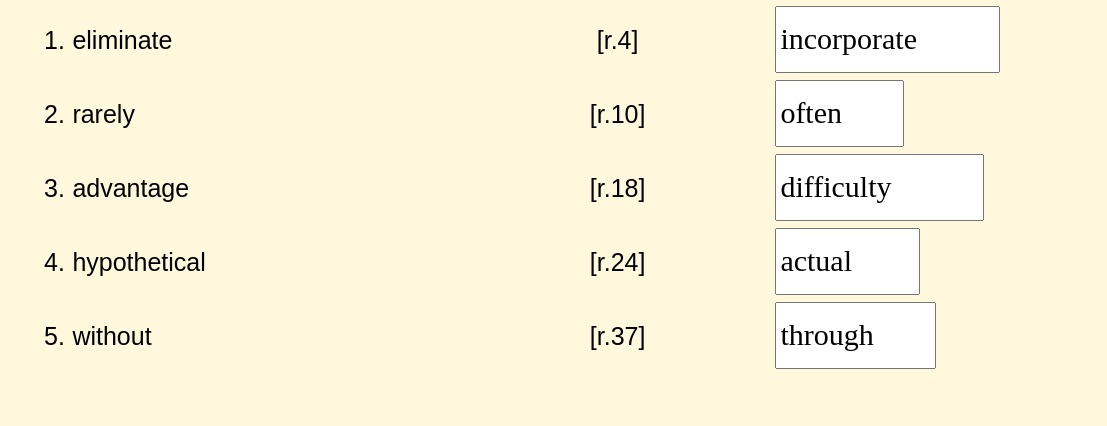 1. eliminate [r.4] incorporate
2. rarely [r.10] often
3. advantage [r.18] difficulty
4. hypothetical [r.24] actual
5. without [r.37] through